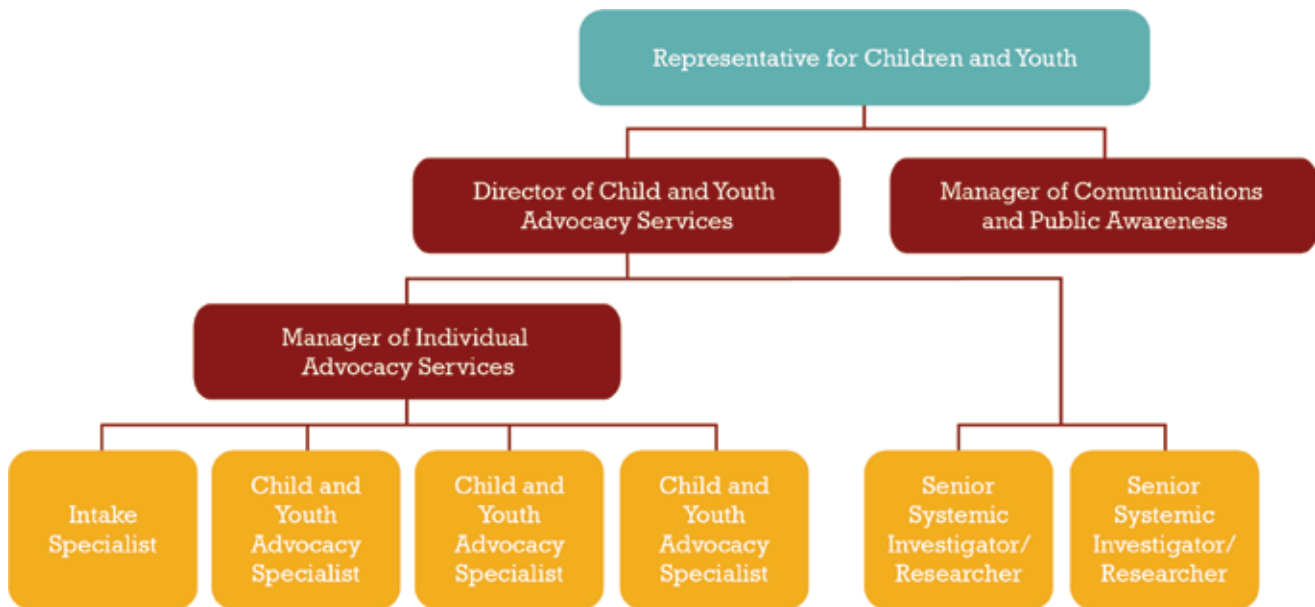 Representative for Children and Youth
Director of Child and Youth
Advocacy Services
Manager of Communications
and Public Awareness
Manager of Individual
Advocacy Services
Intake
Specialist
Child and
Youth
Advocacy
Specialist
Child and
Youth
Advocacy
Specialist
Child and
Youth
Advocacy
Specialist
Senior
Systemic
Investigator/
Researcher
Senior
Systemic
Investigator/
Researcher